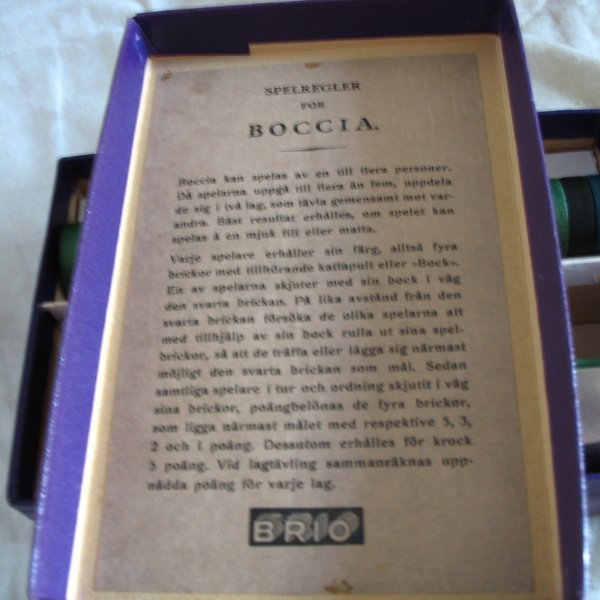 SPELREGLER
FÖR
BOCCIA.
Boccia kan spelas av en till flera personer.
Då spelarna uppgå till flera än fem, uppdela
de sig i två lag, som tävla gemensamt mot var-
andra. Bäst resultat erhålles, om spelet kan
spelas å en mjuk filt eller matta.
Varje spelare erhåller sin färg, alltså fyra
brickor med tillhörande kattapult eller »Bock».
En av spelarna skjuter med sin bock i väg
den svarta brickan. På lika avstånd från den
svarta brickan försöka de olika spelarna att
med tillhjälp av sin bock rulla ut sina spel-
brickor, så att de träffa eller lägga sig närmast
möjligt den svarta brickan som mål. Sedan
samtliga spelare i tur och ordning skjutit i väg
sina brickor, poängbelönas de fyra brickor,
som ligga närmast målet med respektive 5, 3,
2 och 1 poäng. Dessutom erhålles för krock
3 poäng. Vid lagtävling sammanräknas upp-
nådda poäng för varje lag.
BRIO